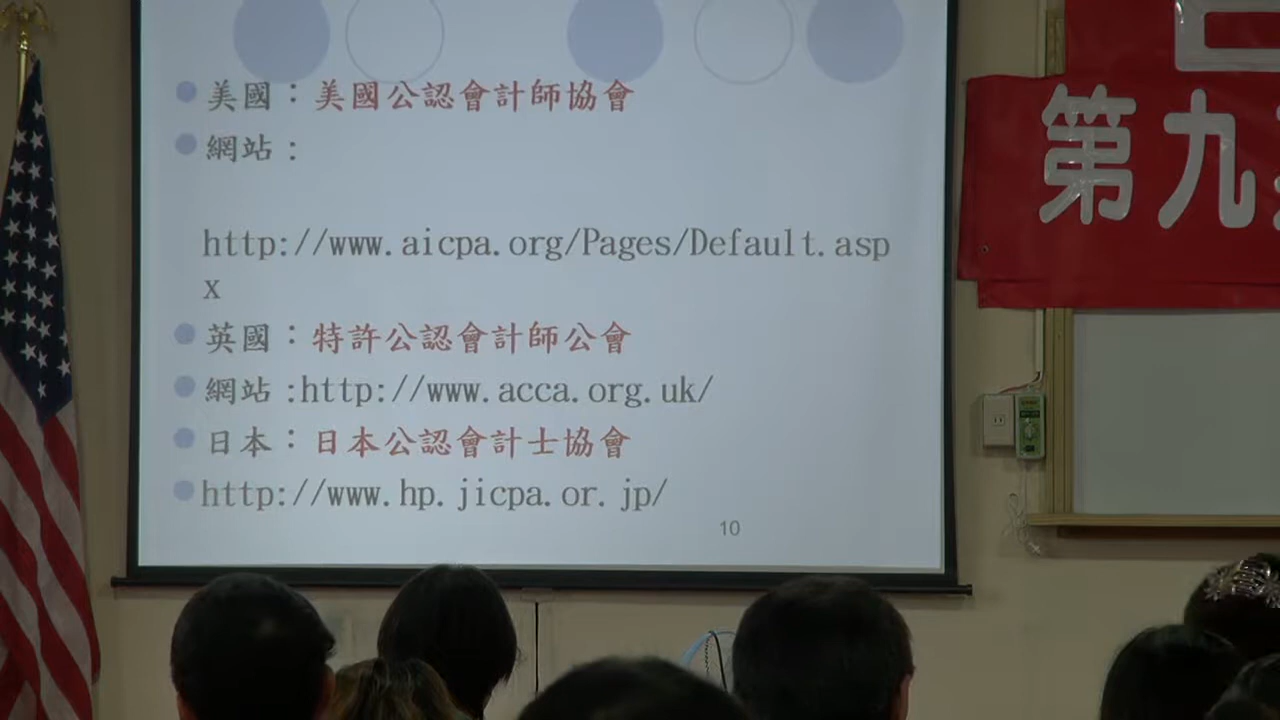 美國：美國公認會計師協會
網站：
http://www.aicpa.org/Pages/Default.asp
x
英國：特許公認會計師公會
網站:http://www.acca.org.uk/
日本：日本公認會計士協會
http://www.hp.jicpa.or.jp/
10
第九